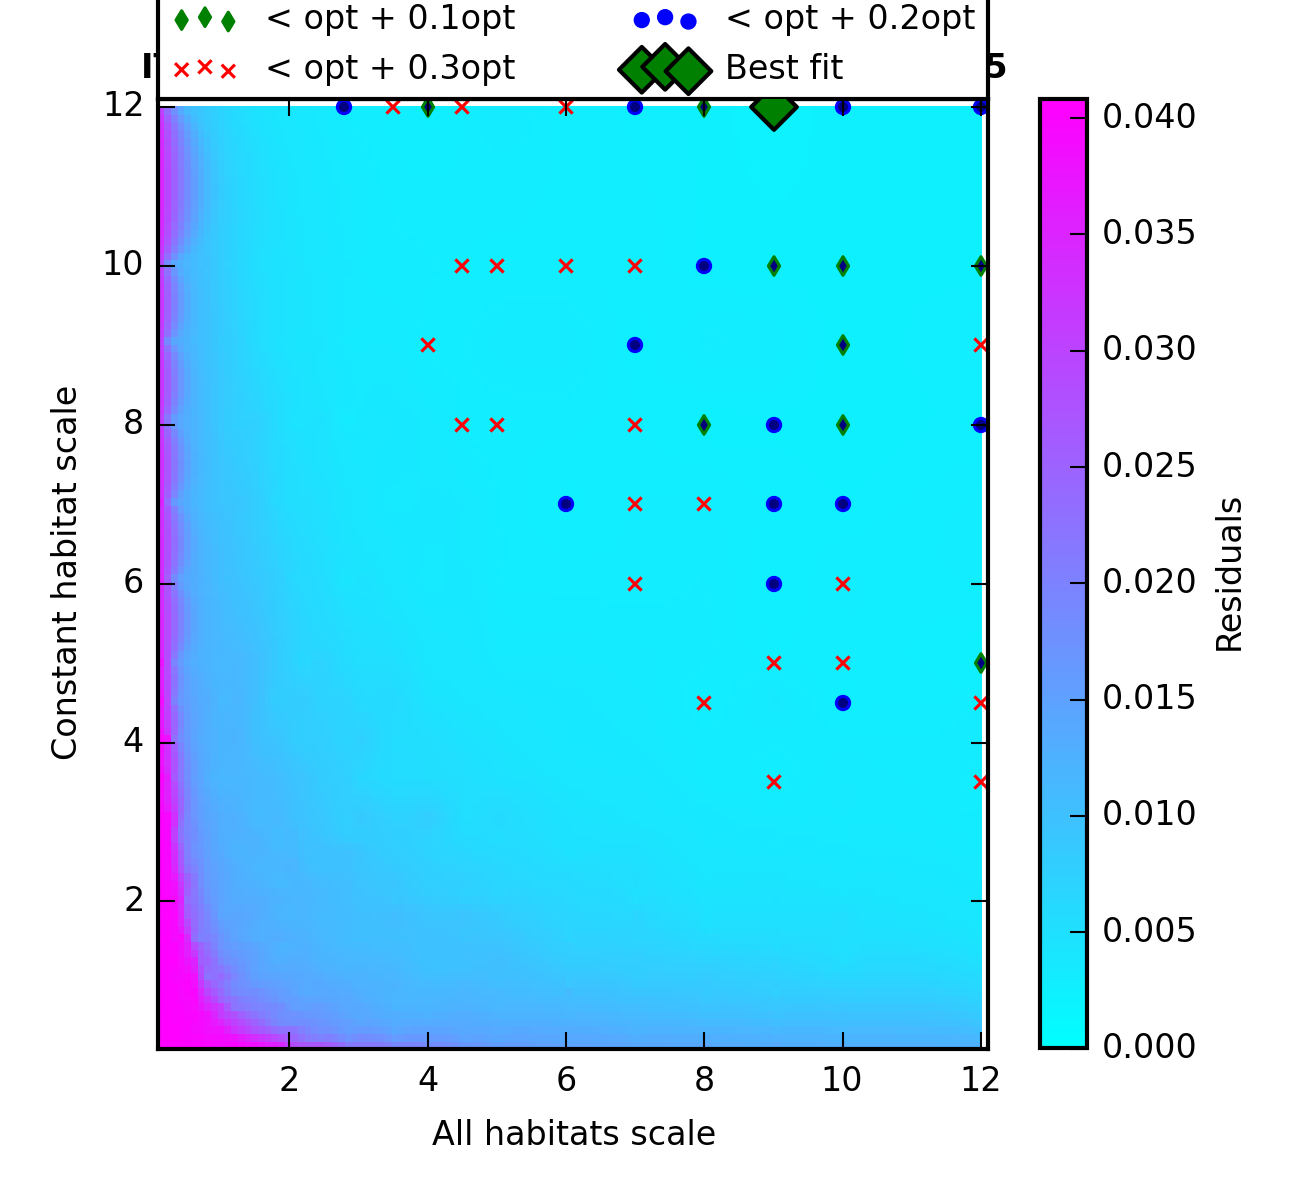 < opt + 0.1opt < opt + 0.2opt
< opt + 0.3opt Best fit
5
12
10
8
6
4
2
Constant habitat scale
2 4 6 8 10 12
All habitats scale
0.040
0.035
0.030
0.025
0.020
0.015
0.010
0.005
0.000
Residuals